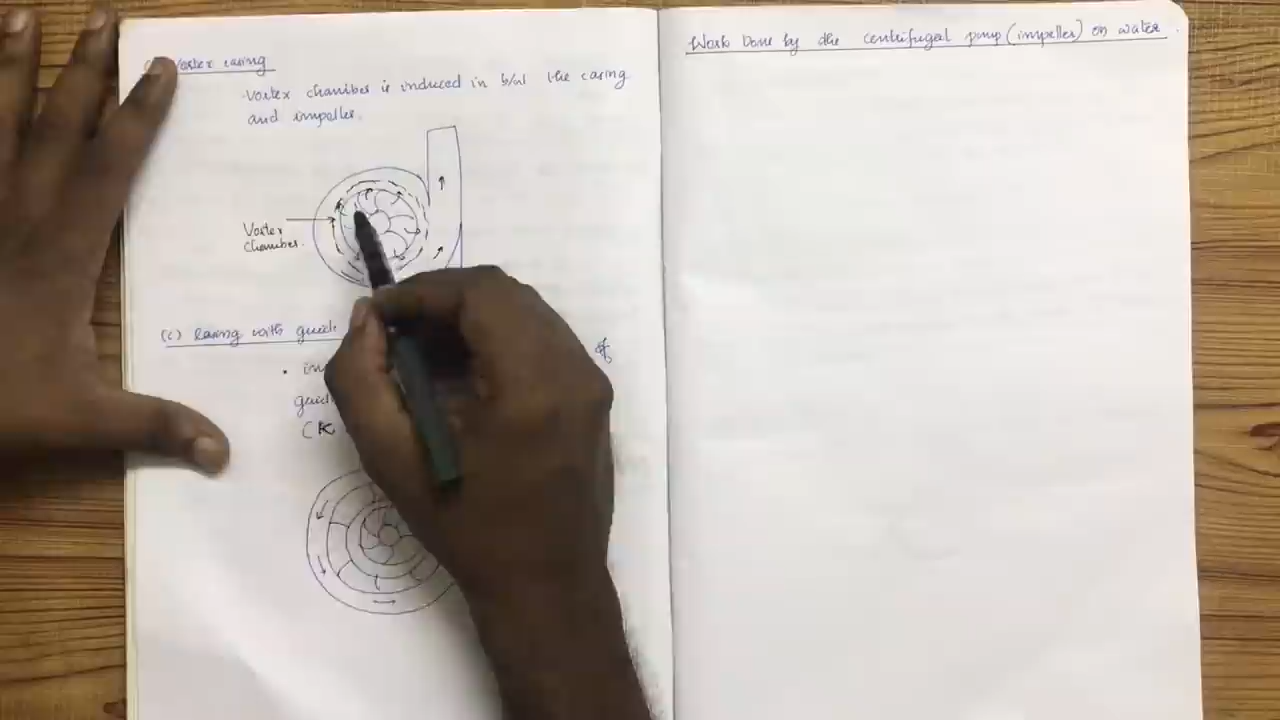 Vortex casing
Vortex chamber is induced in b/w the casing
and impeller.
Vortex
chamber.
(c) Casing with guide
of
Work Done by the centrifugal pump (impeller) on water.